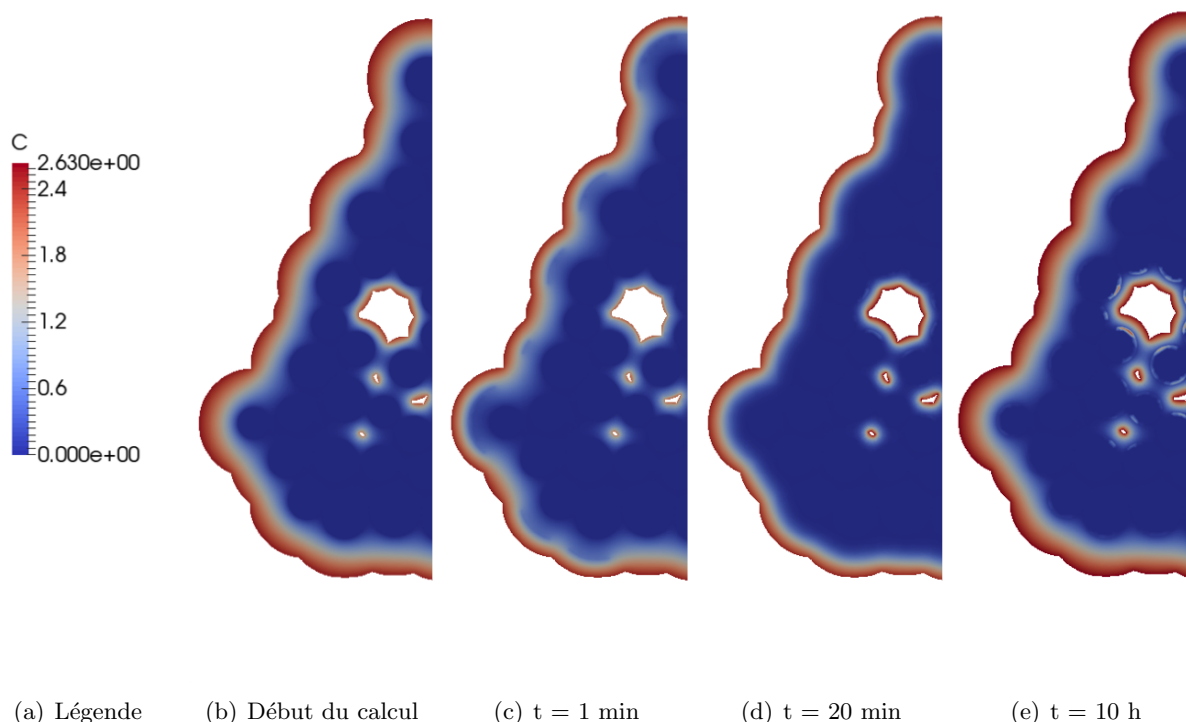 C
2.630e+00
2.4
1.8
1.2
0.6
0.000e+00
(a) Légende
(b) Début du calcul
(c) t = 1 min
(d) t = 20 min
(e) t = 10 h